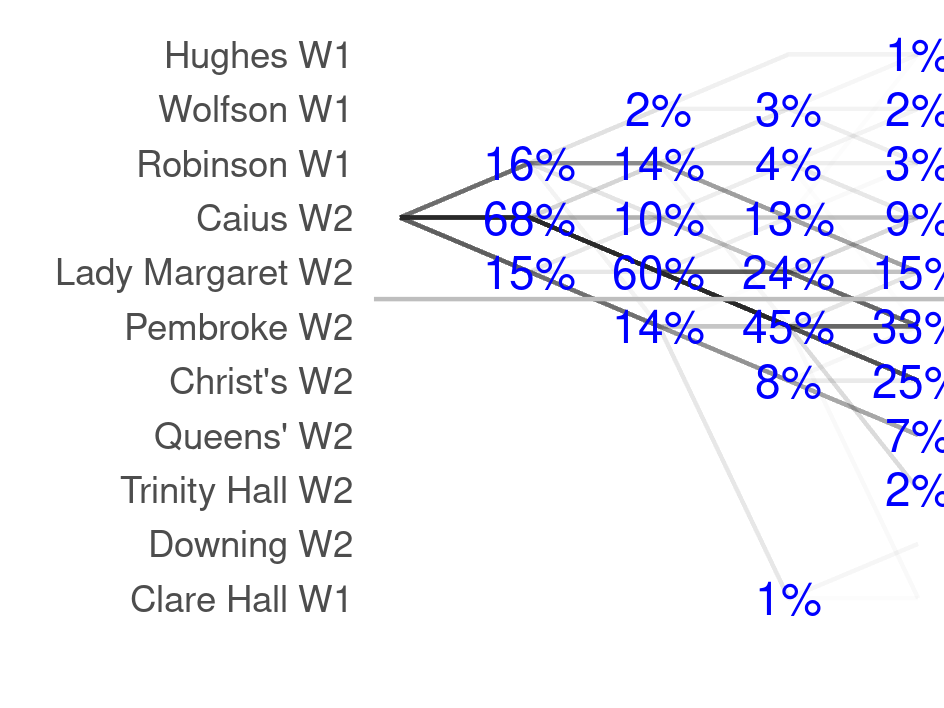 Hughes W1 1%
Wolfson W1 2% 3% 2%
Robinson W1 16% 14% 4% 3%
Caius W2 68% 10% 13% 9%
Lady Margaret W2 15% 60% 24% 15%
Pembroke W2 14% 45% 33%
Christ's W2 8% 25%
Queens' W2 7%
Trinity Hall W2 2%
Downing W2
Clare Hall W1 1%